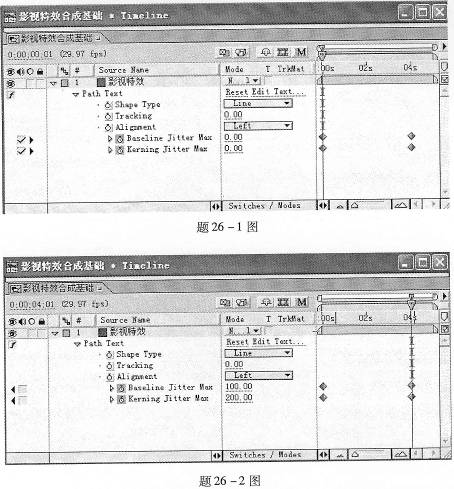 影视特效合成基础 * Timeline
影视特效合成基础
0:00:00:01 (29.97 fps)
# Source Name Mode T TrkMat :00s 02s 04s
1 影视特效 N...l
Path Text Reset Edit Text...
Shape Type Line
Tracking 0.00
Alignment Left
Baseline Jitter Max 0.00
Kerning Jitter Max 0.00
Switches / Modes
题26-1图
影视特效合成基础 * Timeline
影视特效合成基础
0:00:04:01 (29.97 fps)
# Source Name Mode T TrkMat :00s 02s 04s
1 影视特效 N...l
Path Text Reset Edit Text...
Shape Type Line
Tracking 0.00
Alignment Left
Baseline Jitter Max 100.00
Kerning Jitter Max 200.00
Switches / Modes
题26-2图